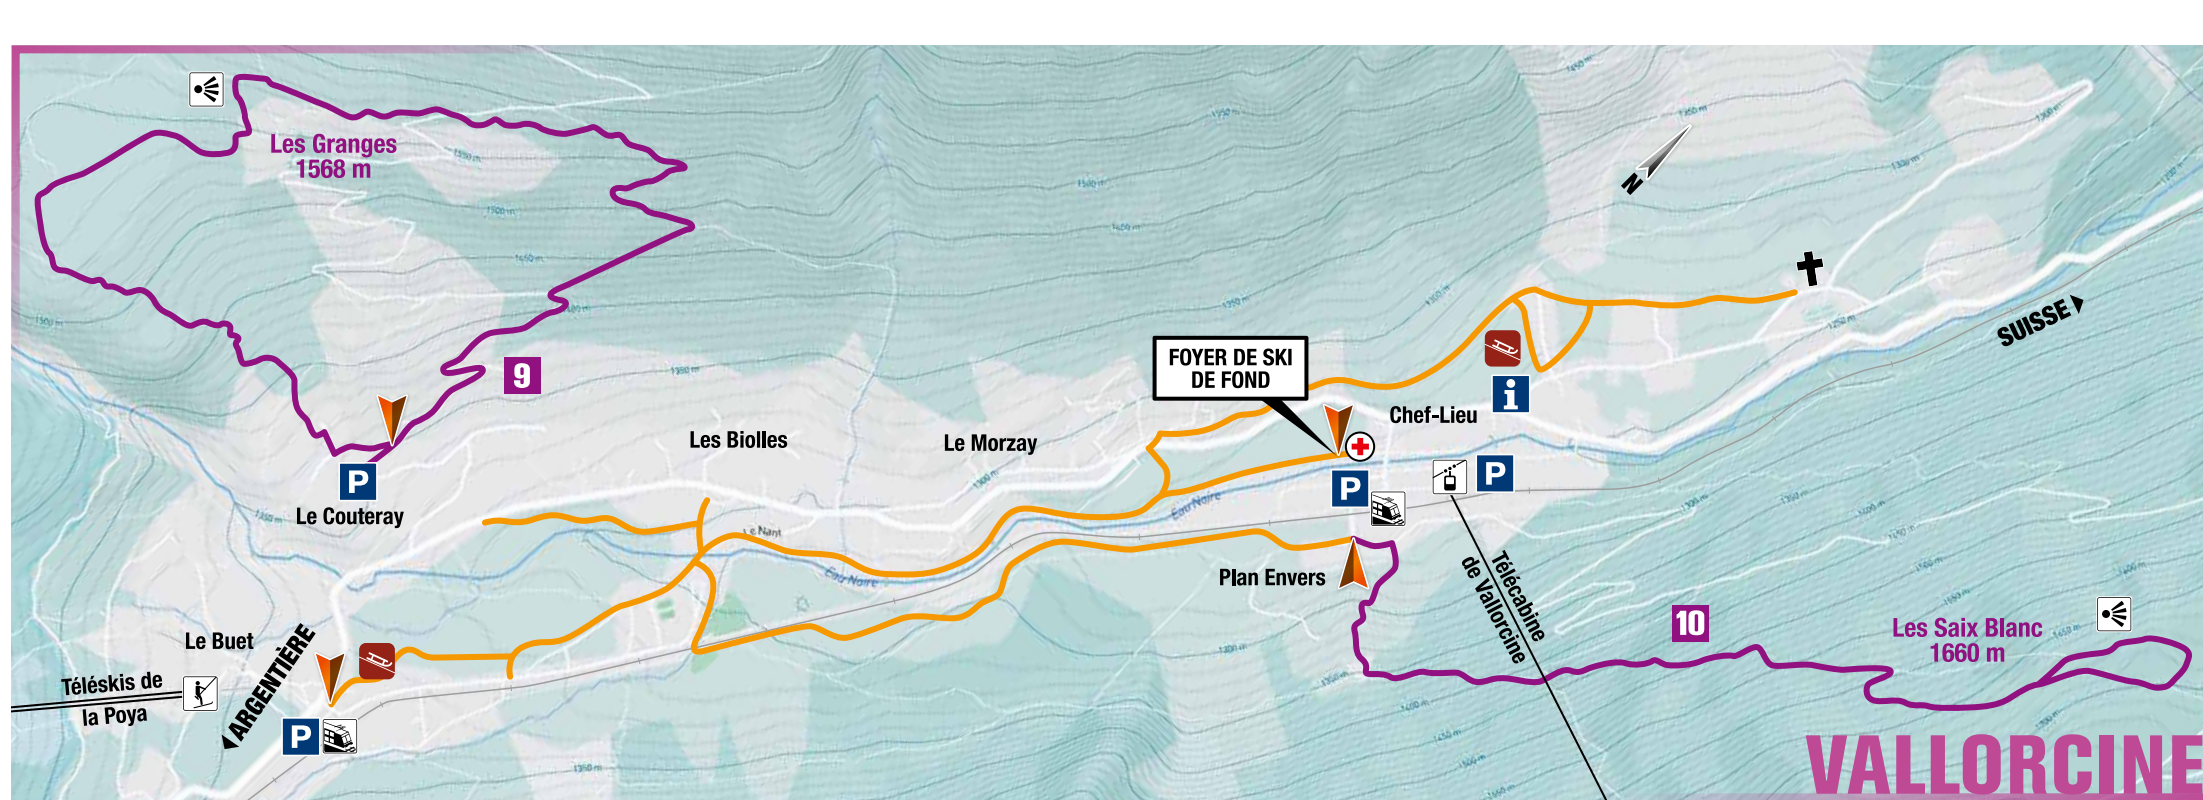 Les Granges
1568 m
9
P
Le Couteray
Les Biolles
Le Morzay
FOYER DE SKI
DE FOND
Chef-Lieu
i
P
P
N
SUISSE
Le Nant
Eau Noire
Eau Noire
Plan Envers
Télécabine
de Vallorcine
10
Les Saix Blanc
1660 m
Le Buet
ARGENTIÈRE
Téléskis de
la Poya
P
VALLORCINE